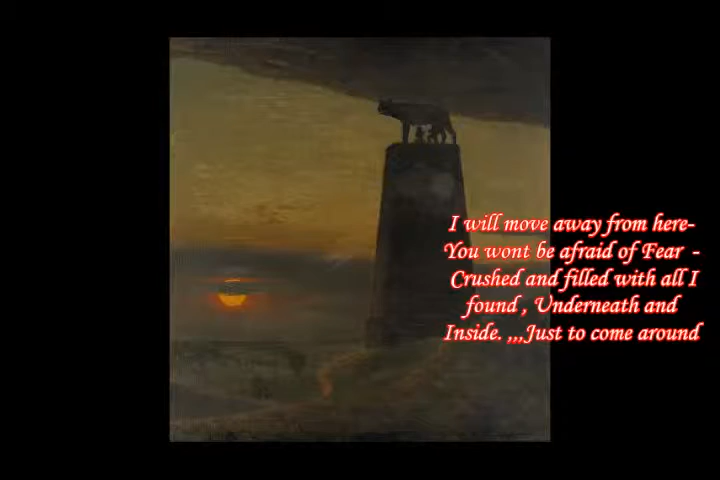 I will move away from here-
You wont be afraid of Fear -
Crushed and filled with all I
found , Underneath and
Inside. ,,,Just to come around